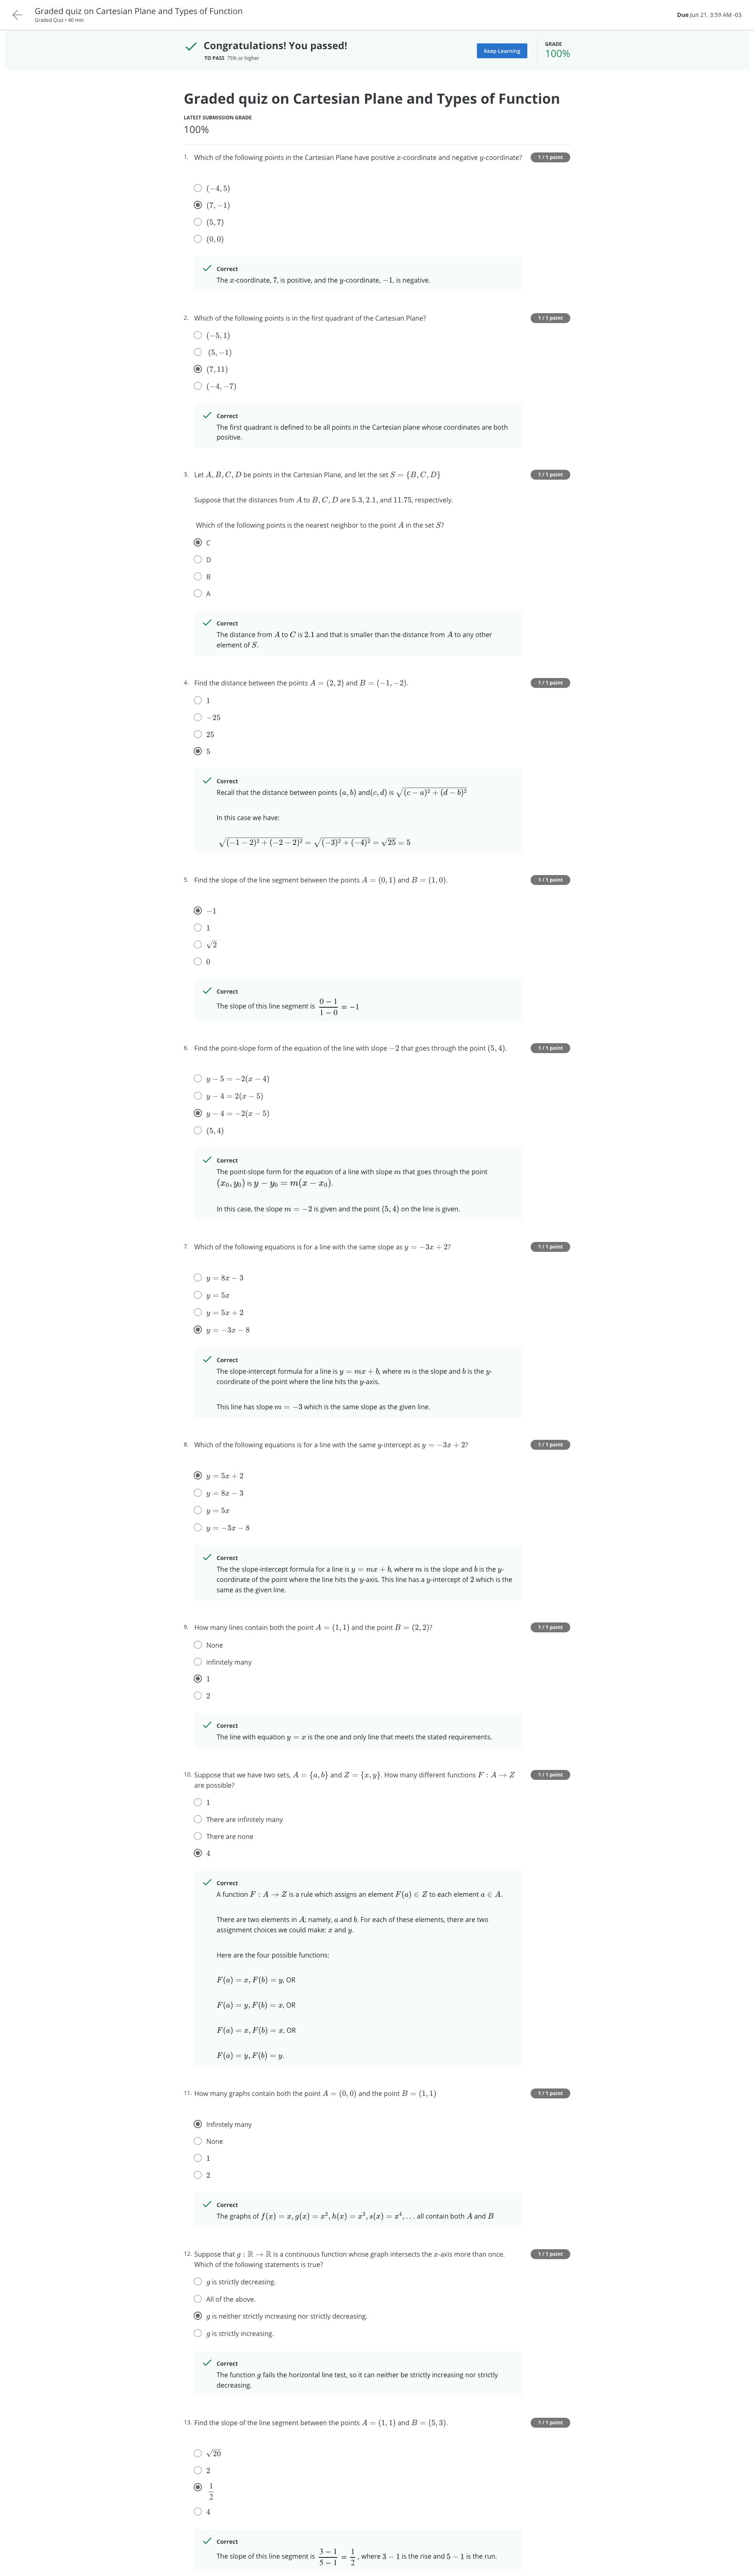 Graded quiz on Cartesian Plane and Types of Function
Graded Quiz • 40 min
Due Jun 21, 3:59 AM -03
Congratulations! You passed!
TO PASS 75% or higher
Keep Learning
GRADE
100%
Graded quiz on Cartesian Plane and Types of Function
LATEST SUBMISSION GRADE
100%
1. Which of the following points in the Cartesian Plane have positive x-coordinate and negative y-coordinate?
1 / 1 point
(−4, 5)
(7, −1)
(5, 7)
(0, 0)
Correct
The x-coordinate, 7, is positive, and the y-coordinate, −1, is negative.
2. Which of the following points is in the first quadrant of the Cartesian Plane?
1 / 1 point
(−5, 1)
(5, −1)
(7, 11)
(−4, −7)
Correct
The first quadrant is defined to be all points in the Cartesian plane whose coordinates are both
positive.
3. Let A, B, C, D be points in the Cartesian Plane, and let the set S = {B, C, D}
1 / 1 point
Suppose that the distances from A to B, C, D are 5.3, 2.1, and 11.75, respectively.
Which of the following points is the nearest neighbor to the point A in the set S?
C
D
B
A
Correct
The distance from A to C is 2.1 and that is smaller than the distance from A to any other
element of S.
4. Find the distance between the points A = (2, 2) and B = (−1, −2).
1 / 1 point
1
−25
25
5
Correct
Recall that the distance between points (a, b) and(c, d) is √(c − a)² + (d − b)²
In this case we have:
√(−1 − 2)² + (−2 − 2)² = √(−3)² + (−4)² = √25 = 5
5. Find the slope of the line segment between the points A = (0, 1) and B = (1, 0).
1 / 1 point
−1
1
√2
0
Correct
The slope of this line segment is (0 − 1)/(1 − 0) = −1
6. Find the point-slope form of the equation of the line with slope −2 that goes through the point (5, 4).
1 / 1 point
y − 5 = −2(x − 4)
y − 4 = 2(x − 5)
y − 4 = −2(x − 5)
(5, 4)
Correct
The point-slope form for the equation of a line with slope m that goes through the point
(x₀, y₀) is y − y₀ = m(x − x₀).
In this case, the slope m = −2 is given and the point (5, 4) on the line is given.
7. Which of the following equations is for a line with the same slope as y = −3x + 2?
1 / 1 point
y = 8x − 3
y = 5x
y = 5x + 2
y = −3x − 8
Correct
The slope-intercept formula for a line is y = mx + b, where m is the slope and b is the y-
coordinate of the point where the line hits the y-axis.
This line has slope m = −3 which is the same slope as the given line.
8. Which of the following equations is for a line with the same y-intercept as y = −3x + 2?
1 / 1 point
y = 5x + 2
y = 8x − 3
y = 5x
y = −3x − 8
Correct
The the slope-intercept formula for a line is y = mx + b, where m is the slope and b is the y-
coordinate of the point where the line hits the y-axis. This line has a y-intercept of 2 which is the
same as the given line.
9. How many lines contain both the point A = (1, 1) and the point B = (2, 2)?
1 / 1 point
None
infinitely many
1
2
Correct
The line with equation y = x is the one and only line that meets the stated requirements.
10. Suppose that we have two sets, A = {a, b} and Z = {x, y}. How many different functions F : A → Z
are possible?
1 / 1 point
1
There are infinitely many
There are none
4
Correct
A function F : A → Z is a rule which assigns an element F(a) ∈ Z to each element a ∈ A.
There are two elements in A; namely, a and b. For each of these elements, there are two
assignment choices we could make: x and y.
Here are the four possible functions:
F(a) = x, F(b) = y, OR
F(a) = y, F(b) = x, OR
F(a) = x, F(b) = x, OR
F(a) = y, F(b) = y.
11. How many graphs contain both the point A = (0, 0) and the point B = (1, 1)
1 / 1 point
Infinitely many
None
1
2
Correct
The graphs of f(x) = x, g(x) = x², h(x) = x³, s(x) = x⁴, . . . all contain both A and B
12. Suppose that g : ℝ → ℝ is a continuous function whose graph intersects the x-axis more than once.
Which of the following statements is true?
1 / 1 point
g is strictly decreasing.
All of the above.
g is neither strictly increasing nor strictly decreasing.
g is strictly increasing.
Correct
The function g fails the horizontal line test, so it can neither be strictly increasing nor strictly
decreasing.
13. Find the slope of the line segment between the points A = (1, 1) and B = (5, 3).
1 / 1 point
√20
2
1/2
4
Correct
The slope of this line segment is (3 − 1)/(5 − 1) = 1/2, where 3 − 1 is the rise and 5 − 1 is the run.